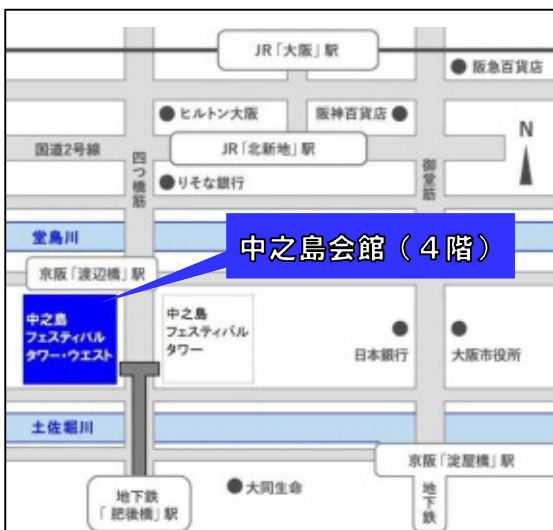 JR「大阪」駅
阪急百貨店
ヒルトン大阪
阪神百貨店
N
国道2号線
四つ橋筋
JR「北新地」駅
御堂筋
りそな銀行
堂島川
中之島会館（４階）
京阪「渡辺橋」駅
中之島
フェスティバル
タワー・ウエスト
中之島
フェスティバル
タワー
日本銀行
大阪市役所
土佐堀川
京阪「淀屋橋」駅
大同生命
地下鉄
「肥後橋」駅
地下鉄